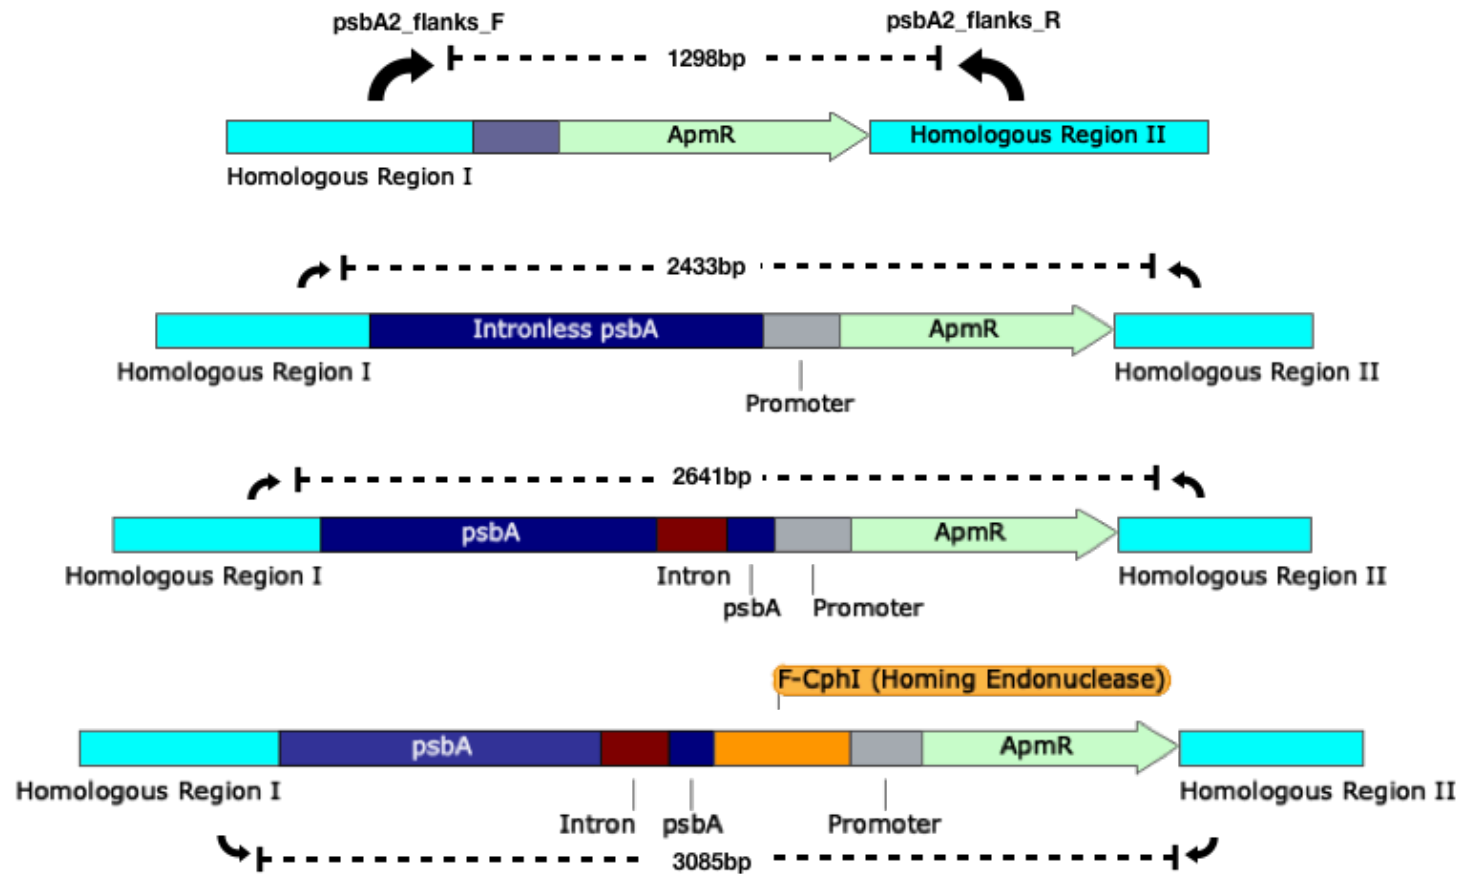 psbA2_flanks_F
psbA2_flanks_R
1298bp
ApmR
Homologous Region II
Homologous Region I
2433bp
Intronless psbA
ApmR
Homologous Region I
Homologous Region II
Promoter
2641bp
psbA
ApmR
Homologous Region I
Intron
Homologous Region II
psbA
Promoter
F-CphI (Homing Endonuclease)
psbA
ApmR
Homologous Region I
Homologous Region II
Intron
psbA
Promoter
3085bp